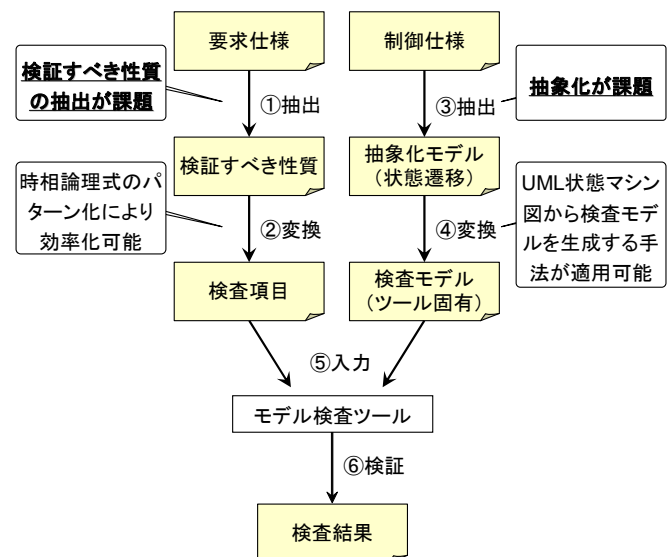 要求仕様
制御仕様
検証すべき性質
の抽出が課題
①抽出
③抽出
抽象化が課題
検証すべき性質
抽象化モデル
(状態遷移)
時相論理式のパ
ターン化により
効率化可能
②変換
④変換
UML状態マシン
図から検査モデ
ルを生成する手
法が適用可能
検査項目
検査モデル
(ツール固有)
⑤入力
モデル検査ツール
⑥検証
検査結果